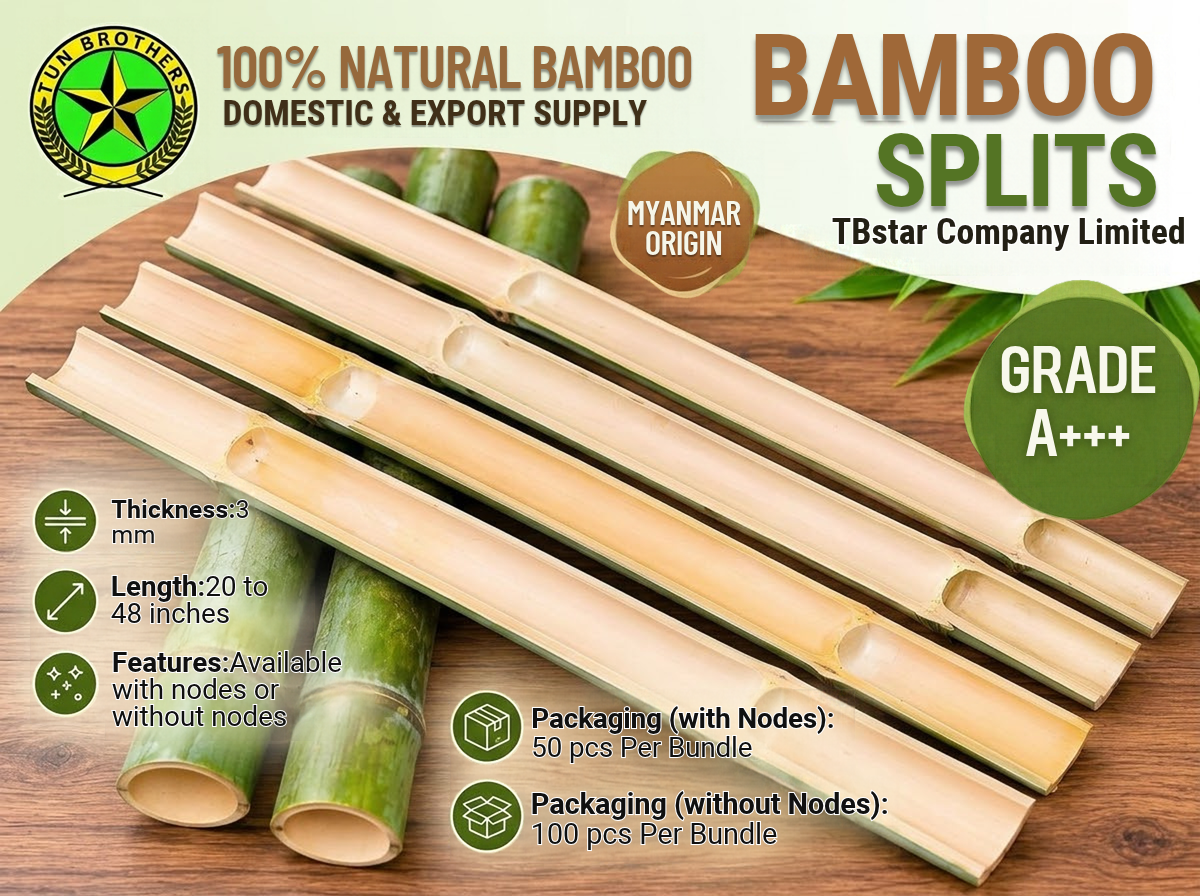 TUN BROTHERS
100% NATURAL BAMBOO
DOMESTIC & EXPORT SUPPLY
BAMBOO
SPLITS
TBstar Company Limited
MYANMAR
ORIGIN
GRADE
A+++
Thickness:3
mm
Length:20 to
48 inches
Features:Available
with nodes or
without nodes
Packaging (with Nodes):
50 pcs Per Bundle
Packaging (without Nodes):
100 pcs Per Bundle